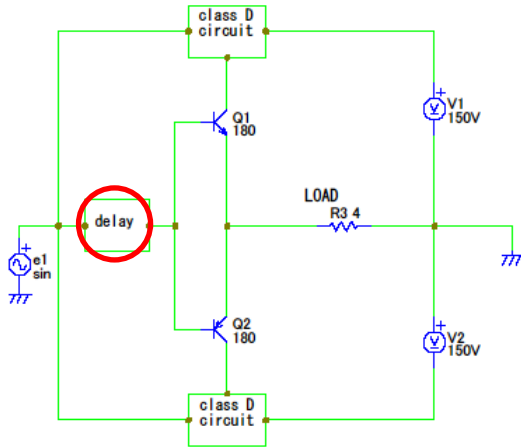 class D
circuit
V1
150V
Q1
180
LOAD
R3 4
delay
e1
sin
Q2
180
V2
150V
class D
circuit